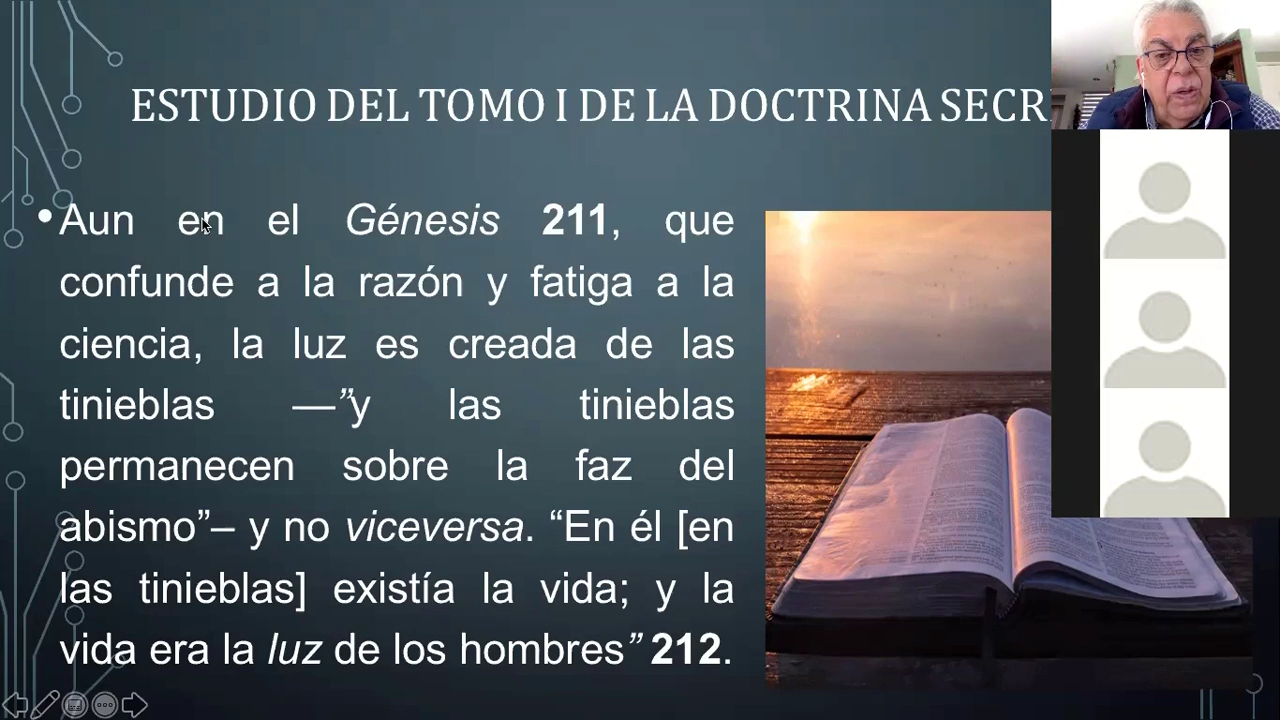 ESTUDIO DEL TOMO I DE LA DOCTRINA SECR
• Aun en el Génesis 211, que
confunde a la razón y fatiga a la
ciencia, la luz es creada de las
tinieblas —”y las tinieblas
permanecen sobre la faz del
abismo”– y no viceversa. “En él [en
las tinieblas] existía la vida; y la
vida era la luz de los hombres” 212.